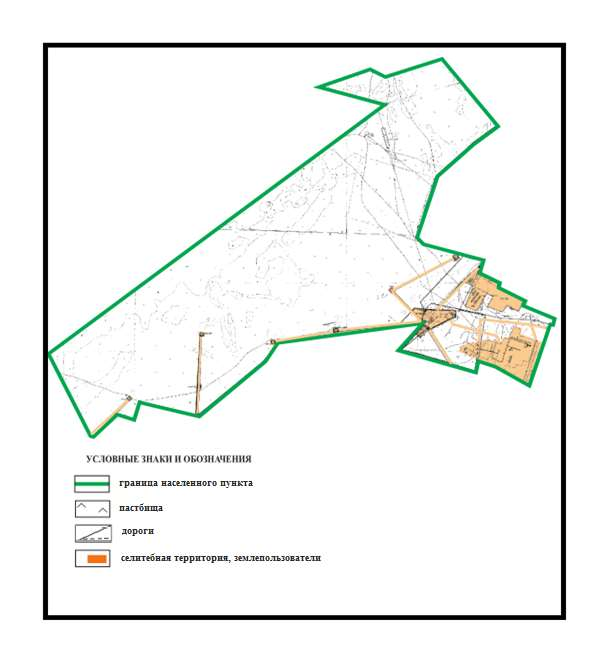 УСЛОВНЫЕ ЗНАКИ И ОБОЗНАЧЕНИЯ
граница населенного пункта
пастбища
дороги
селитебная территория, землепользователи